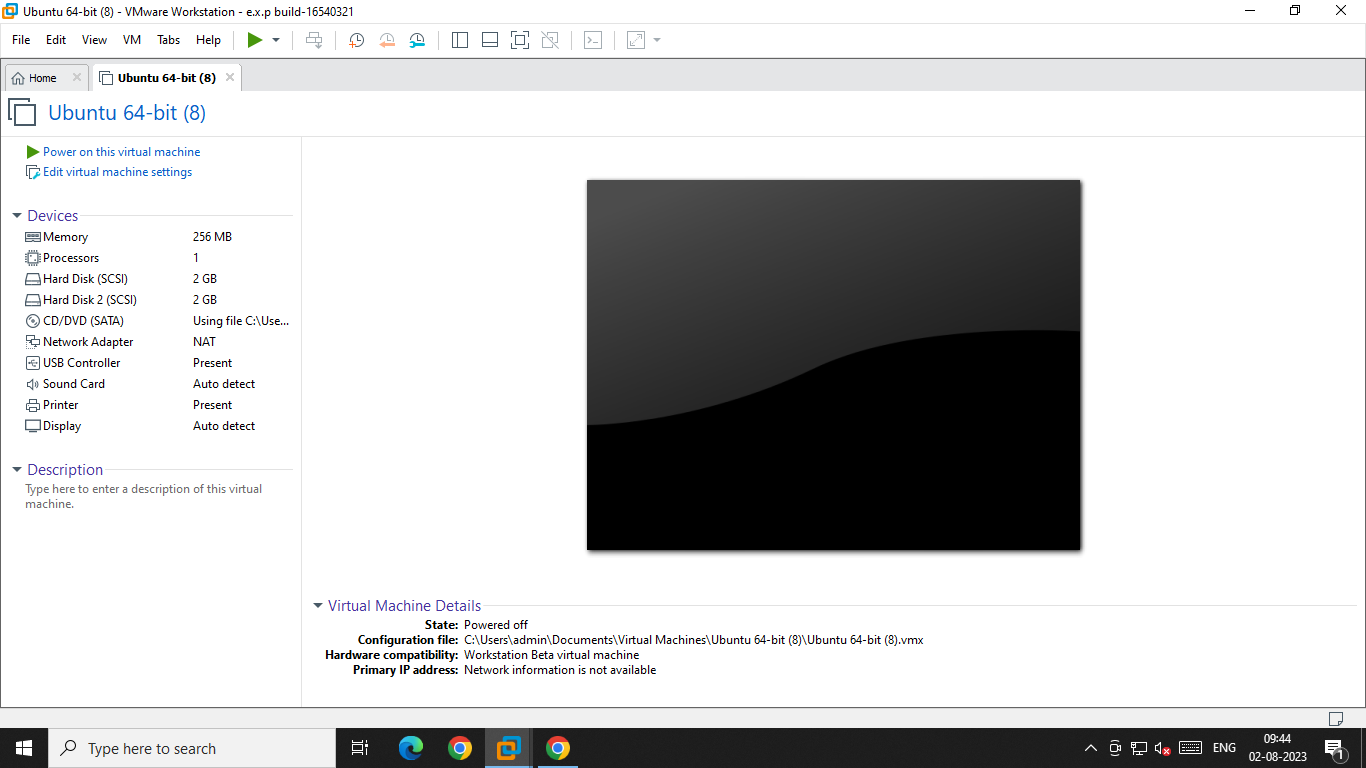 Ubuntu 64-bit (8) - VMware Workstation - e.x.p build-16540321
File Edit View VM Tabs Help
Home Ubuntu 64-bit (8)
Ubuntu 64-bit (8)
Power on this virtual machine
Edit virtual machine settings
Devices
Memory 256 MB
Processors 1
Hard Disk (SCSI) 2 GB
Hard Disk 2 (SCSI) 2 GB
CD/DVD (SATA) Using file C:\Use...
Network Adapter NAT
USB Controller Present
Sound Card Auto detect
Printer Present
Display Auto detect
Description
Type here to enter a description of this virtual
machine.
Virtual Machine Details
State: Powered off
Configuration file: C:\Users\admin\Documents\Virtual Machines\Ubuntu 64-bit (8)\Ubuntu 64-bit (8).vmx
Hardware compatibility: Workstation Beta virtual machine
Primary IP address: Network information is not available
Type here to search
ENG
09:44
02-08-2023
1